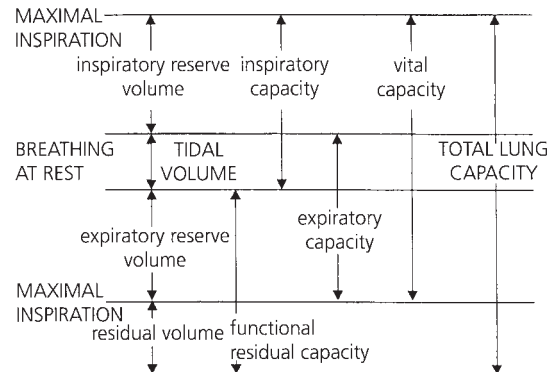 MAXIMAL
INSPIRATION
inspiratory reserve
volume
inspiratory
capacity
vital
capacity
BREATHING
AT REST
TIDAL
VOLUME
TOTAL LUNG
CAPACITY
expiratory reserve
volume
expiratory
capacity
MAXIMAL
INSPIRATION
residual volume
functional
residual capacity